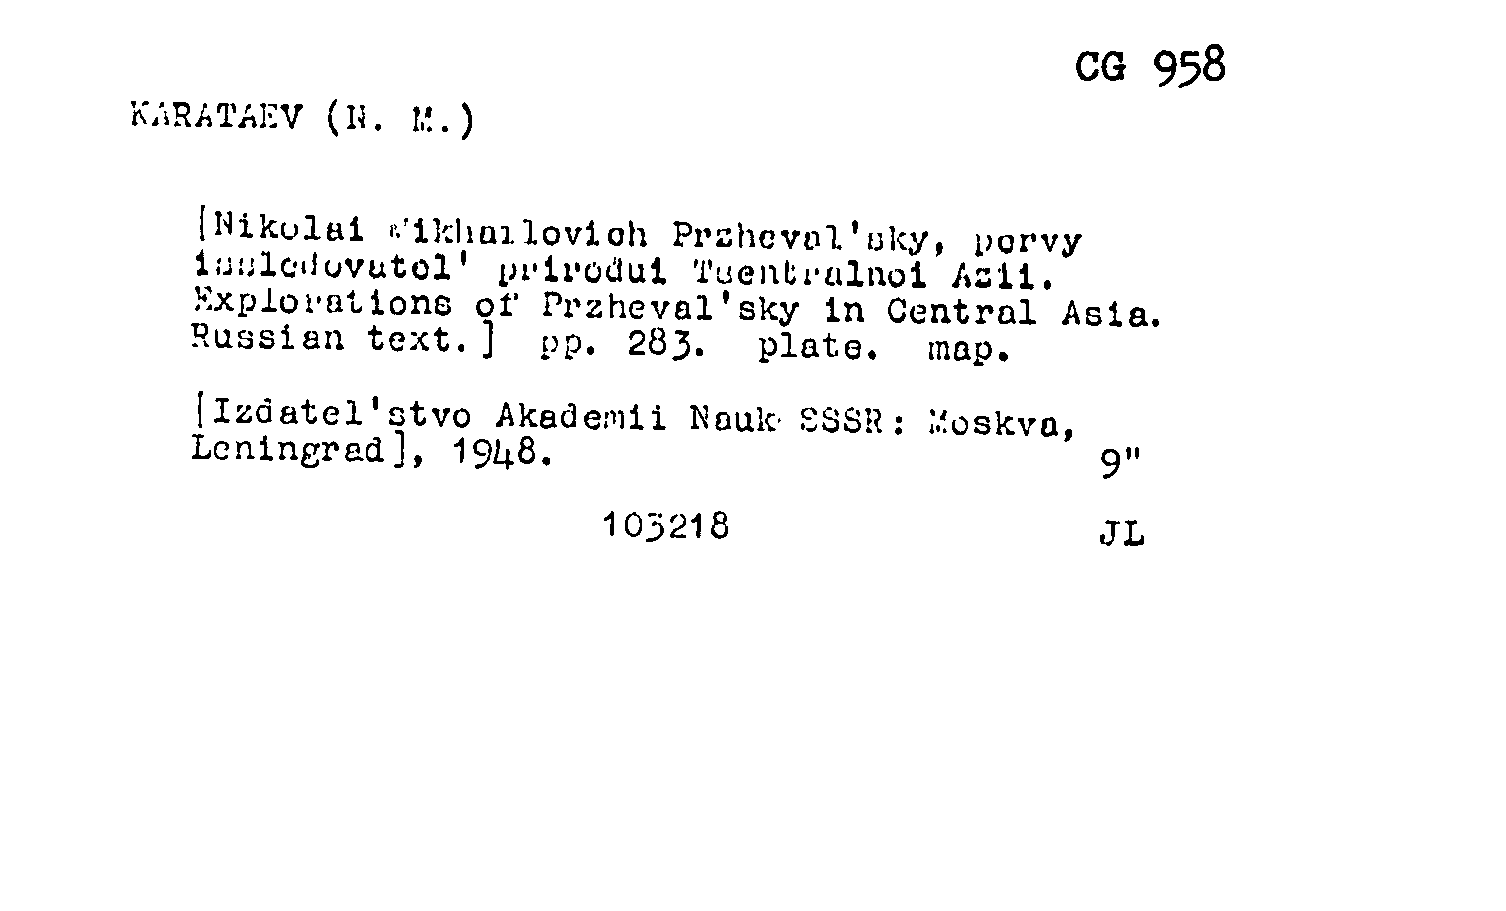 CG 958
KARATAEV (N. M.)
[Nikolai Mikhailovich Przheval'sky, pervy
issledovatel' prirodui Tsentralnoi Azii.
Explorations of Przheval'sky in Central Asia.
Russian text.] pp. 283. plate. map.
[Izdatel'stvo Akademii Nauk SSSR: Moskva,
Leningrad], 1948.
9"
103218
JL